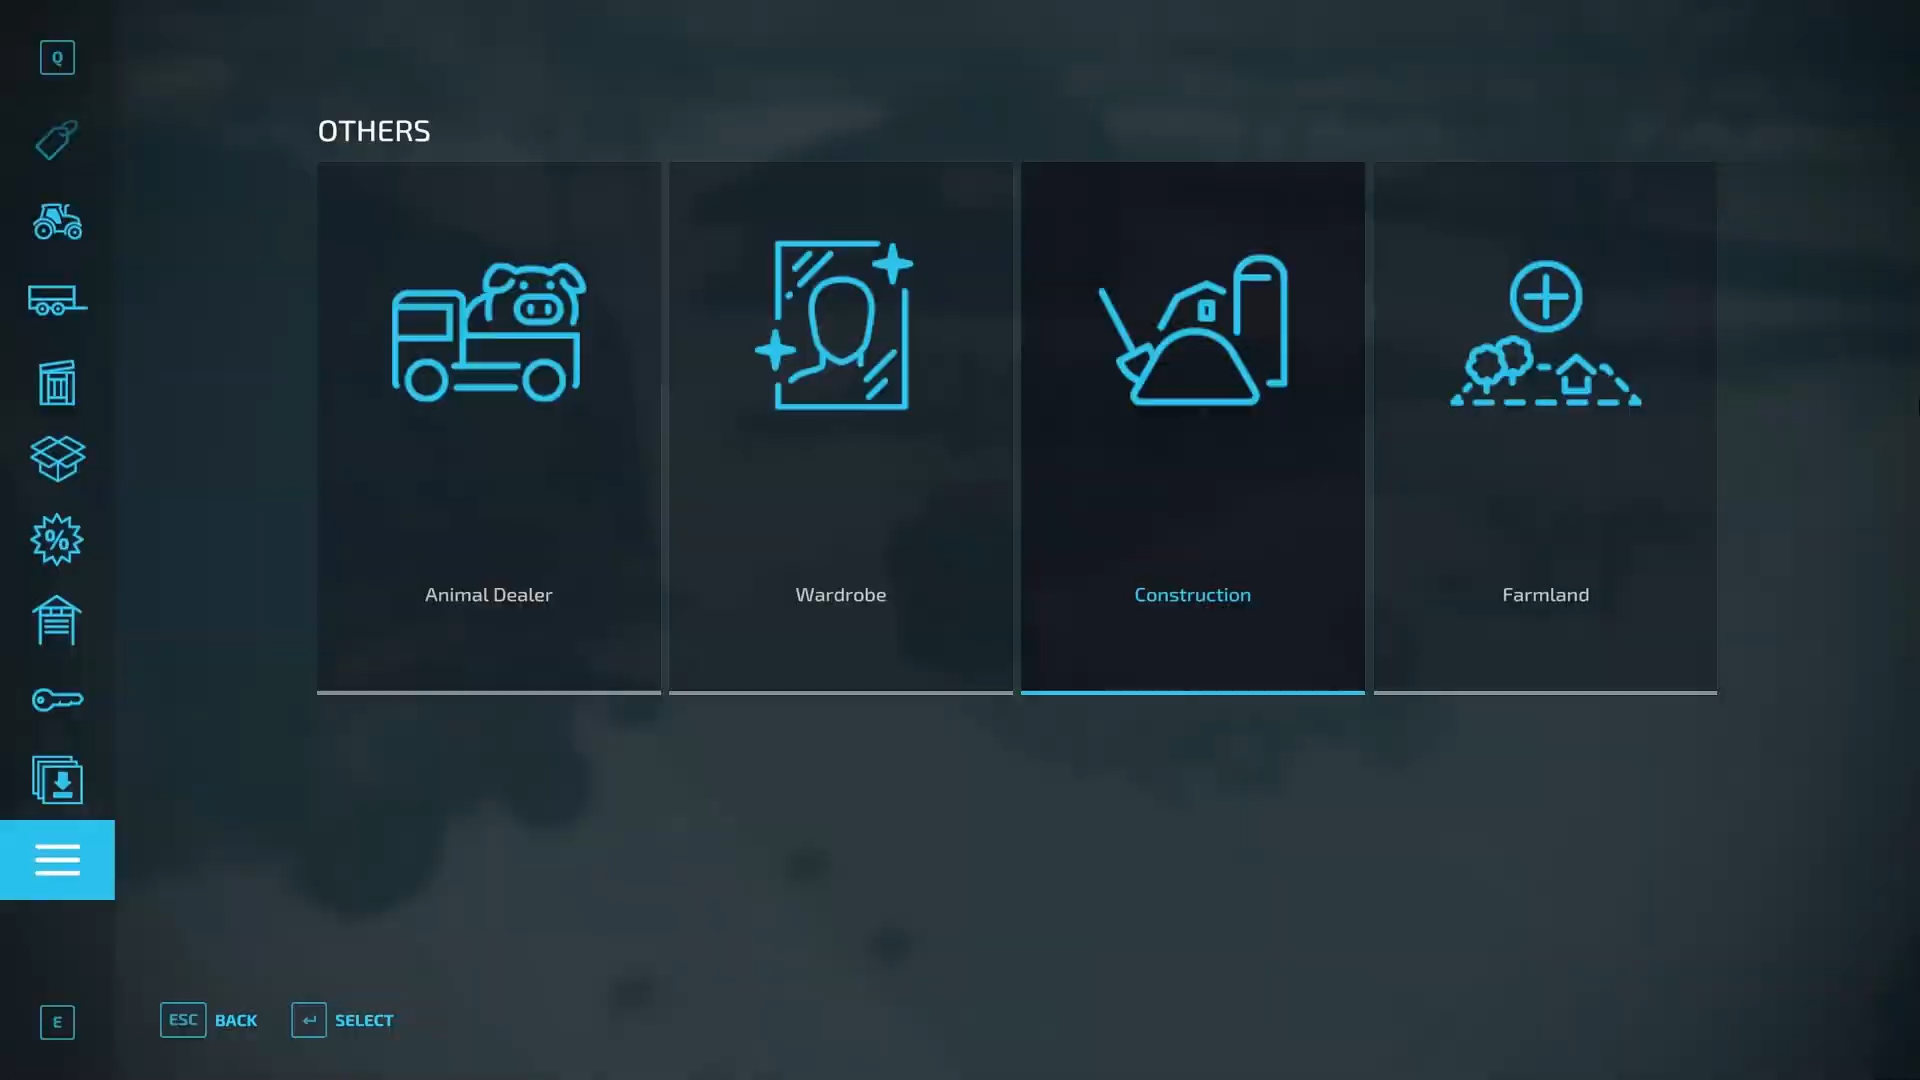 Q
OTHERS
%
Animal Dealer
Wardrobe
Construction
Farmland
E
ESC BACK
↵ SELECT